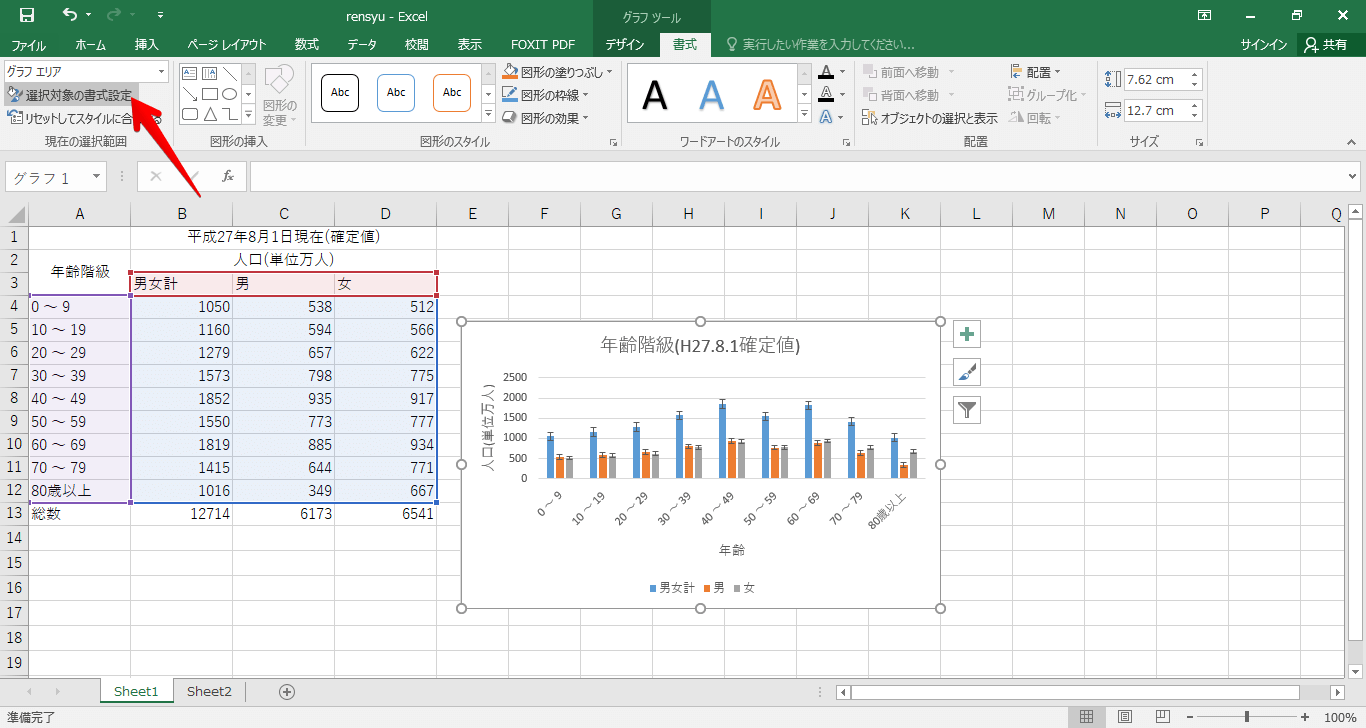 rensyu - Excel
グラフ ツール
ファイル ホーム 挿入 ページ レイアウト 数式 データ 校閲 表示 FOXIT PDF デザイン 書式 実行したい作業を入力してください... サインイン 共有
グラフ エリア
選択対象の書式設定
リセットしてスタイルに合
現在の選択範囲
図形の
変更
図形の挿入
Abc Abc Abc
図形の塗りつぶし
図形の枠線
図形の効果
図形のスタイル
A A A
A
A
A
ワードアートのスタイル
前面へ移動
背面へ移動
オブジェクトの選択と表示
配置
グループ化
回転
配置
7.62 cm
12.7 cm
サイズ
グラフ 1
fx
A B C D E F G H I J K L M N O P Q
1 平成27年8月1日現在(確定値)
2 年齢階級 人口(単位万人)
3 男女計 男 女
4 0 ～ 9 1050 538 512
5 10 ～ 19 1160 594 566
6 20 ～ 29 1279 657 622
7 30 ～ 39 1573 798 775
8 40 ～ 49 1852 935 917
9 50 ～ 59 1550 773 777
10 60 ～ 69 1819 885 934
11 70 ～ 79 1415 644 771
12 80歳以上 1016 349 667
13 総数 12714 6173 6541
14
15
16
17
18
19
年齢階級(H27.8.1確定値)
人口(単位万人)
2500
2000
1500
1000
500
0
0 ～ 9 10 ～ 19 20 ～ 29 30 ～ 39 40 ～ 49 50 ～ 59 60 ～ 69 70 ～ 79 80歳以上
年齢
男女計 男 女
Sheet1 Sheet2
準備完了
100%